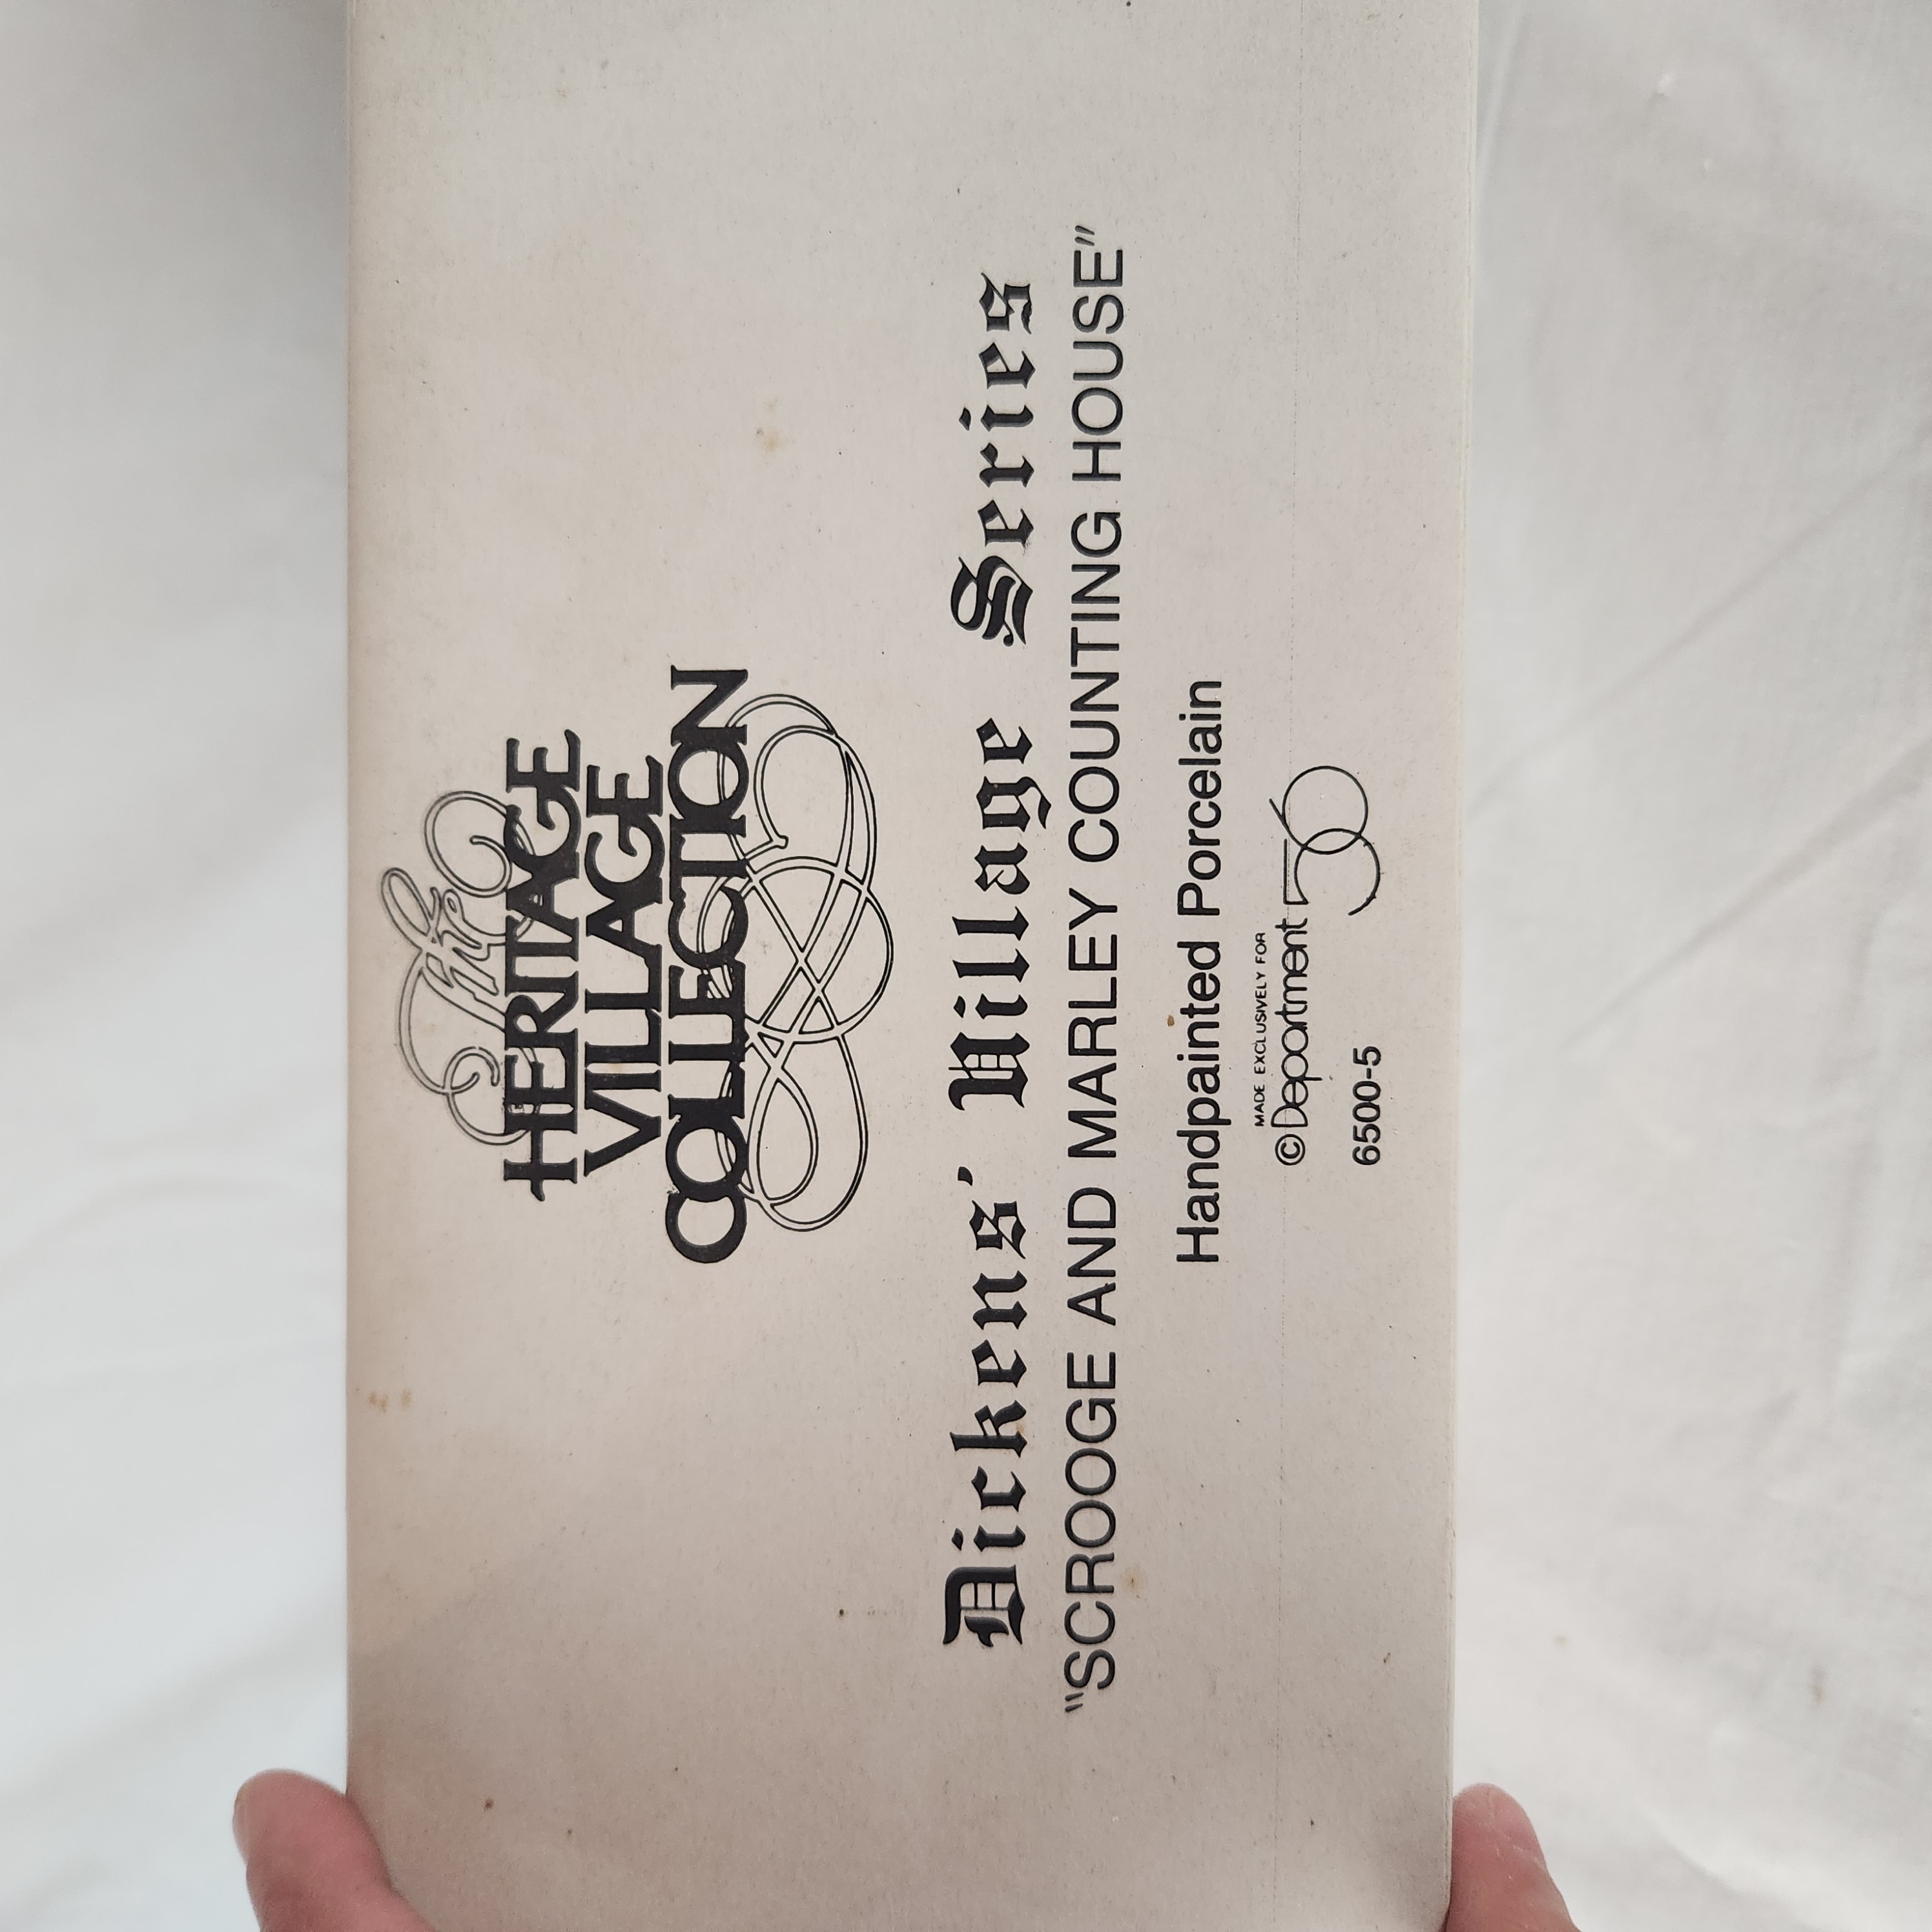 The
HERITAGE
VILLAGE
COLLECTION
Dickens' Village Series
"SCROOGE AND MARLEY COUNTING HOUSE"
Handpainted Porcelain
MADE EXCLUSIVELY FOR
© Department 56
6500-5